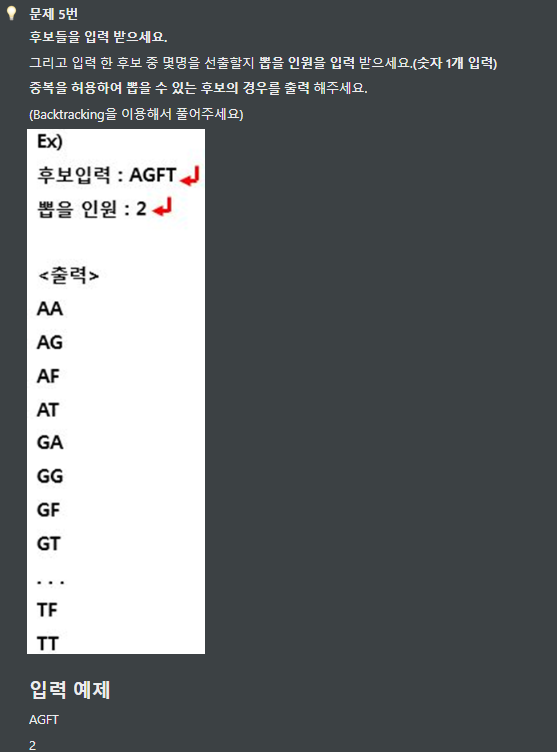 문제 5번
후보들을 입력 받으세요.
그리고 입력 한 후보 중 몇명을 선출할지 뽑을 인원을 입력 받으세요.(숫자 1개 입력)
중복을 허용하여 뽑을 수 있는 후보의 경우를 출력 해주세요.
(Backtracking을 이용해서 풀어주세요)
Ex)
후보입력 : AGFT
뽑을 인원 : 2
<출력>
AA
AG
AF
AT
GA
GG
GF
GT
. . .
TF
TT
입력 예제
AGFT
2